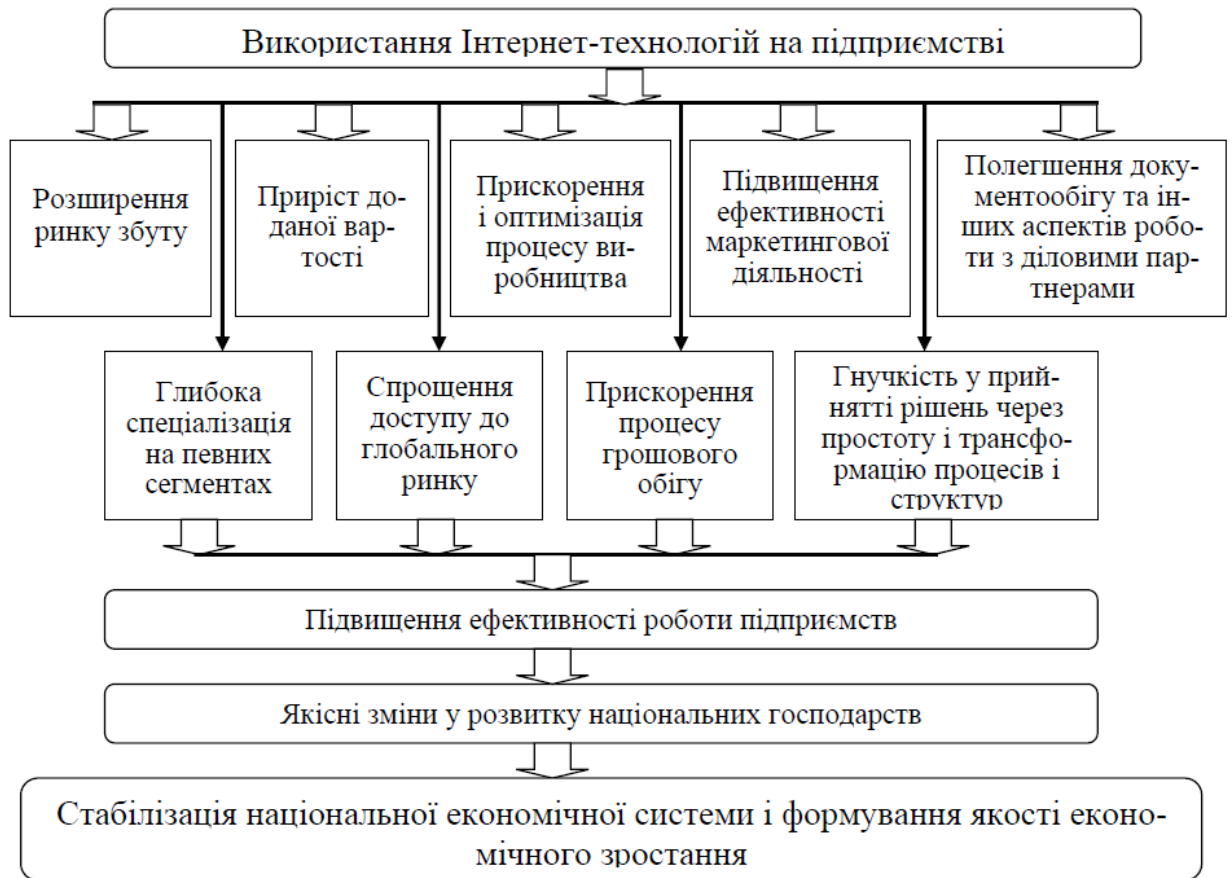 Використання Інтернет-технологій на підприємстві
Розширення
ринку збуту
Приріст до-
даної вар-
тості
Прискорення
і оптимізація
процесу ви-
робництва
Підвищення
ефективності
маркетингової
діяльності
Полегшення доку-
ментообігу та ін-
ших аспектів робо-
ти з діловими пар-
тнерами
Глибока
спеціалізація
на певних
сегментах
Спрощення
доступу до
глобального
ринку
Прискорення
процесу
грошового
обігу
Гнучкість у прий-
нятті рішень через
простоту і трансфо-
рмацію процесів і
структур
Підвищення ефективності роботи підприємств
Якісні зміни у розвитку національних господарств
Стабілізація національної економічної системи і формування якості еконо-
мічного зростання